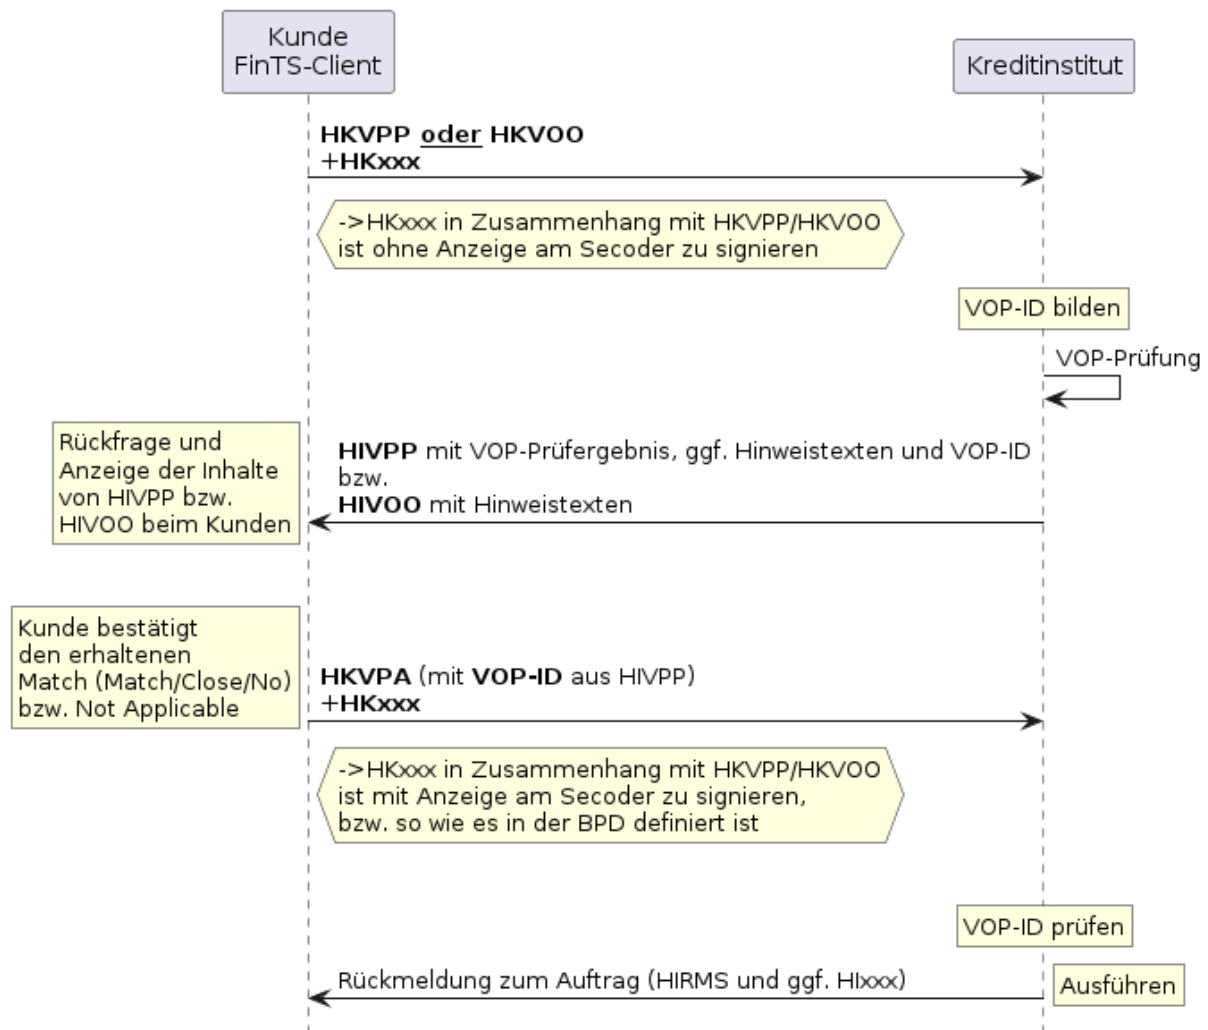 Kunde
FinTS-Client
Kreditinstitut
HKVPP oder HKVOO
+HKxxx
->HKxxx in Zusammenhang mit HKVPP/HKVOO
ist ohne Anzeige am Secoder zu signieren
VOP-ID bilden
VOP-Prüfung
Rückfrage und
Anzeige der Inhalte
von HIVPP bzw.
HIVOO beim Kunden
HIVPP mit VOP-Prüfergebnis, ggf. Hinweistexten und VOP-ID
bzw.
HIVOO mit Hinweistexten
Kunde bestätigt
den erhaltenen
Match (Match/Close/No)
bzw. Not Applicable
HKVPA (mit VOP-ID aus HIVPP)
+HKxxx
->HKxxx in Zusammenhang mit HKVPP/HKVOO
ist mit Anzeige am Secoder zu signieren,
bzw. so wie es in der BPD definiert ist
VOP-ID prüfen
Rückmeldung zum Auftrag (HIRMS und ggf. HIxxx)
Ausführen